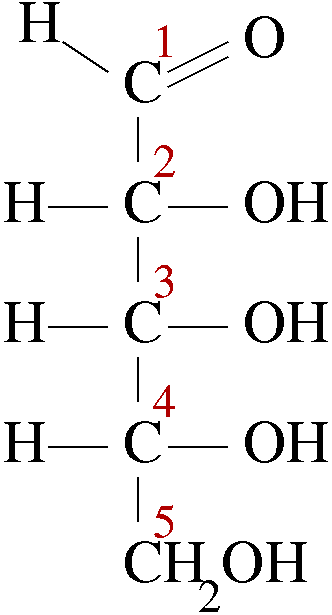 H 1 O
C
2
H C OH
3
H C OH
4
H C OH
5
CH2OH